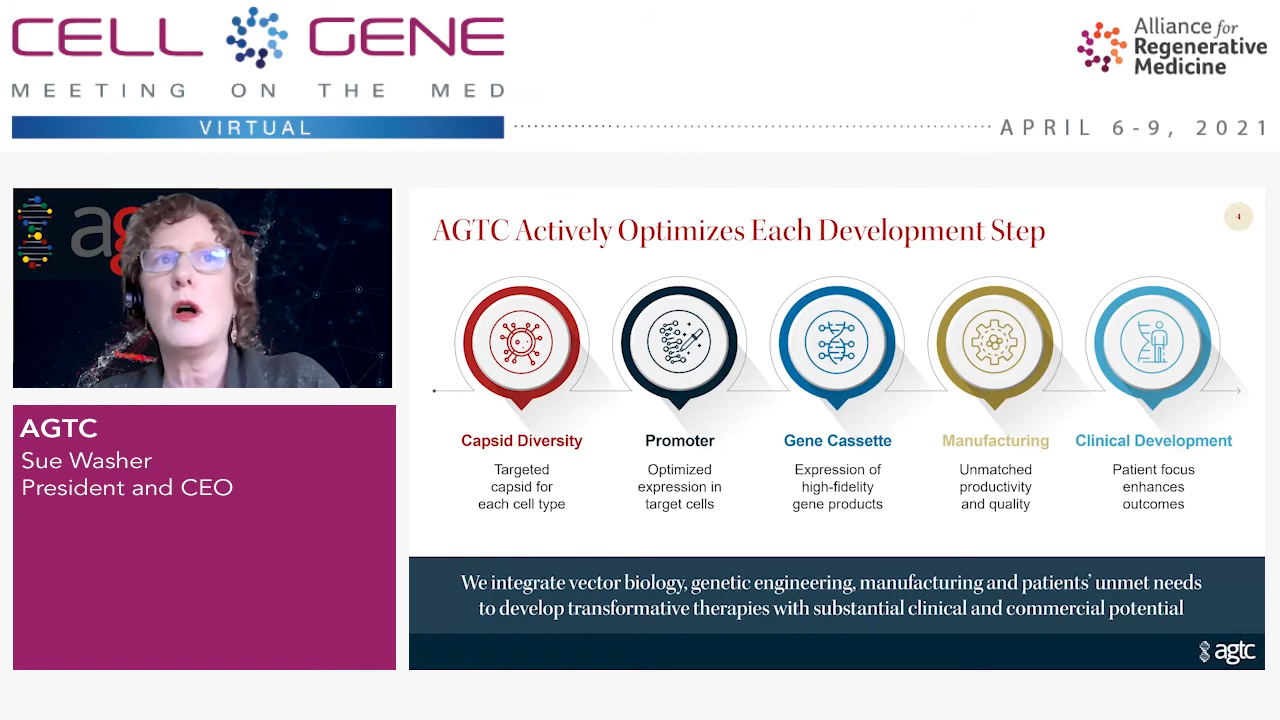 CELL GENE
MEETING ON THE MED
VIRTUAL
Alliance for
Regenerative
Medicine
APRIL 6-9, 2021
agtc
AGTC
Sue Washer
President and CEO
AGTC Actively Optimizes Each Development Step
4
Capsid Diversity
Targeted
capsid for
each cell type
Promoter
Optimized
expression in
target cells
Gene Cassette
Expression of
high-fidelity
gene products
Manufacturing
Unmatched
productivity
and quality
Clinical Development
Patient focus
enhances
outcomes
We integrate vector biology, genetic engineering, manufacturing and patients’ unmet needs
to develop transformative therapies with substantial clinical and commercial potential
agtc